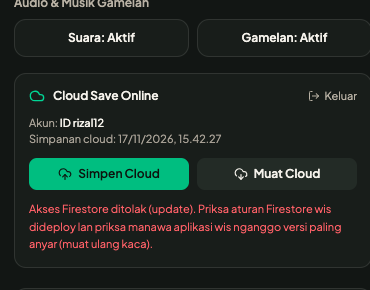 Audio & Musik Gamelan
Suara: Aktif
Gamelan: Aktif
Cloud Save Online
Keluar
Akun: ID rizal12
Simpanan cloud: 17/11/2026, 15.42.27
Simpen Cloud
Muat Cloud
Akses Firestore ditolak (update). Priksa aturan Firestore wis
dideploy lan priksa manawa aplikasi wis nganggo versi paling
anyar (muat ulang kaca).